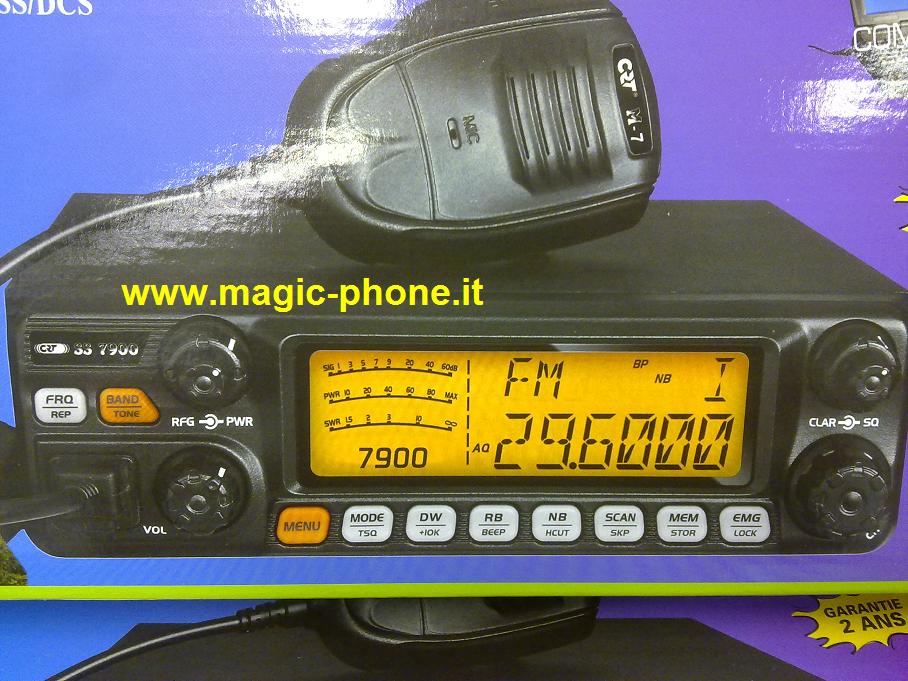 SS/DCS
COM
CRT M-7
MIC
www.magic-phone.it
CRT SS 7900
FRQ
REP
BAND
TONE
RFG PWR
VOL
SIG 1 3 5 7 9 20 40 60dB
PWR 10 20 40 60 80 MAX
SWR 1.5 2 3 10 ∞
7900
FM BP NB I
AQ 29.6000
CLAR SQ
MENU
MODE
TSQ
DW
+10K
RB
BEEP
NB
HCUT
SCAN
SKP
MEM
STOR
EMG
LOCK
GARANTIE
2 ANS